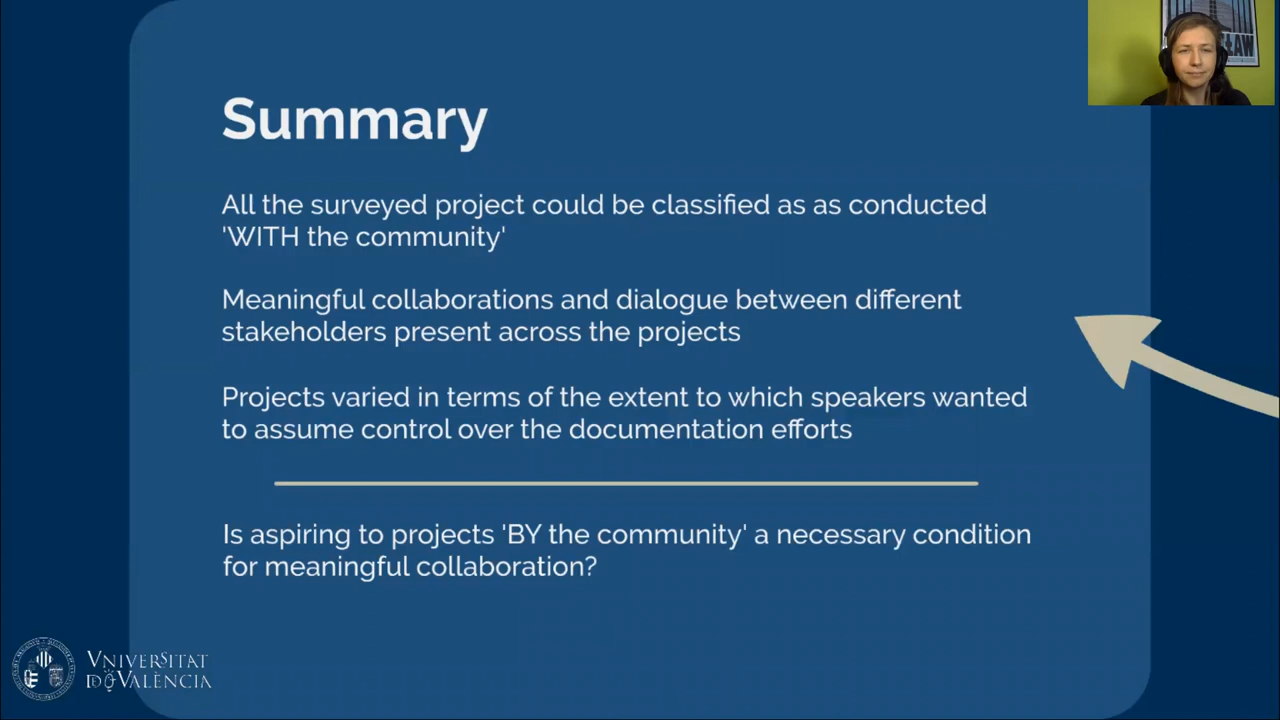 Summary
All the surveyed project could be classified as as conducted
'WITH the community'
Meaningful collaborations and dialogue between different
stakeholders present across the projects
Projects varied in terms of the extent to which speakers wanted
to assume control over the documentation efforts
Is aspiring to projects 'BY the community' a necessary condition
for meaningful collaboration?
VNIVERSITAT
DӦVALÈNCIA